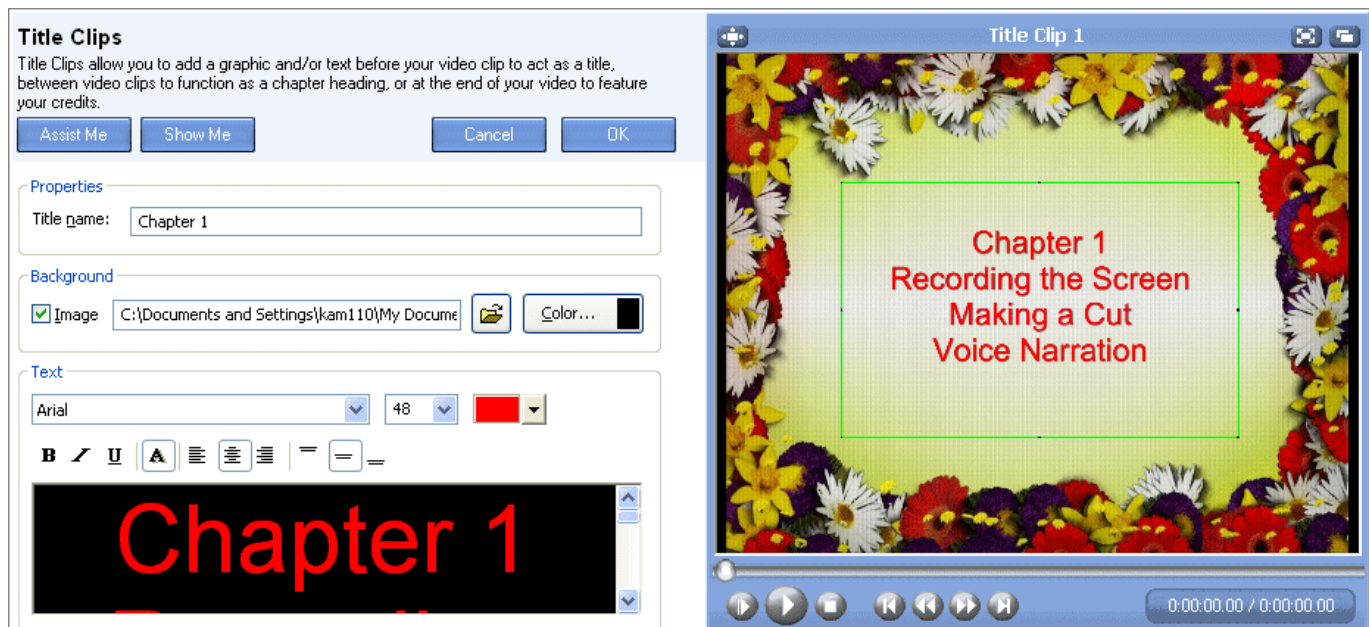 Title Clips
Title Clips allow you to add a graphic and/or text before your video clip to act as a title,
between video clips to function as a chapter heading, or at the end of your video to feature
your credits.
Assist Me
Show Me
Cancel
OK
Properties
Title name:
Chapter 1
Background
Image
C:\Documents and Settings\kam110\My Docume
Color...
Text
Arial
48
B I U A
Chapter 1
Title Clip 1
Chapter 1
Recording the Screen
Making a Cut
Voice Narration
0:00:00.00 / 0:00:00.00